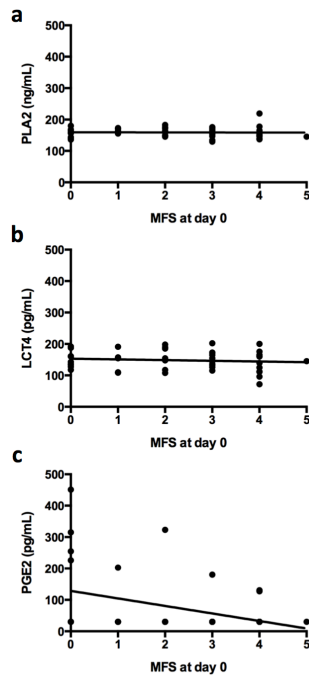 a
500
400
300
200
100
0
PLA2 (ng/mL)
0 1 2 3 4 5
MFS at day 0
b
500
400
300
200
100
0
LCT4 (pg/mL)
0 1 2 3 4 5
MFS at day 0
c
500
400
300
200
100
0
PGE2 (pg/mL)
0 1 2 3 4 5
MFS at day 0